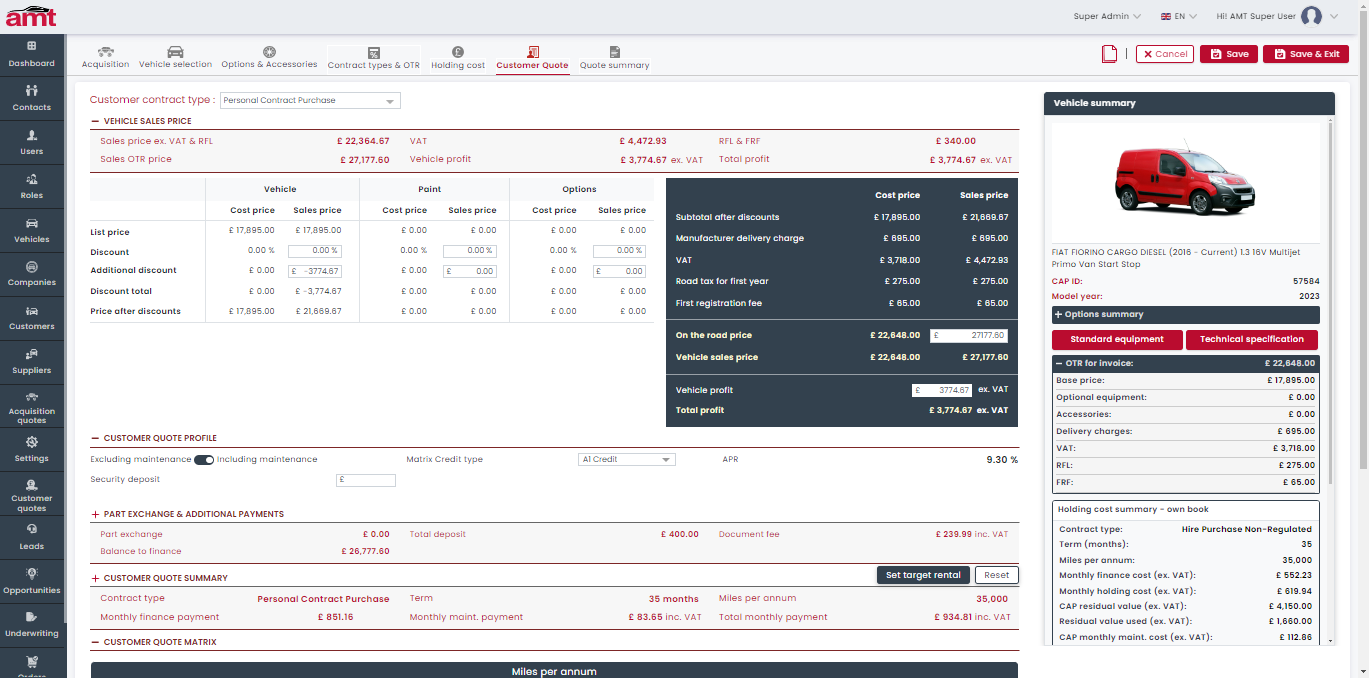 amt
Super Admin
EN
Hi! AMT Super User
Dashboard
Contacts
Users
Roles
Vehicles
Companies
Customers
Suppliers
Acquisition
quotes
Settings
Customer
quotes
Leads
Opportunities
Underwriting
Orders
Acquisition Vehicle selection Options & Accessories Contract types & OTR Holding cost Customer Quote Quote summary
Cancel Save Save & Exit
Customer contract type : Personal Contract Purchase
VEHICLE SALES PRICE
Sales price ex. VAT & RFL £ 22,364.67 VAT £ 4,472.93 RFL & FRF £ 340.00
Sales OTR price £ 27,177.60 Vehicle profit £ 3,774.67 ex. VAT Total profit £ 3,774.67 ex. VAT
Vehicle Paint Options
Cost price Sales price Cost price Sales price Cost price Sales price
List price £ 17,895.00 £ 17,895.00 £ 0.00 £ 0.00 £ 0.00 £ 0.00
Discount 0.00 % 0.00 % 0.00 % 0.00 % 0.00 % 0.00 %
Additional discount £ 0.00 £ -3774.67 £ 0.00 £ 0.00 £ 0.00 £ 0.00
Discount total £ 0.00 £ -3,774.67 £ 0.00 £ 0.00 £ 0.00 £ 0.00
Price after discounts £ 17,895.00 £ 21,669.67 £ 0.00 £ 0.00 £ 0.00 £ 0.00
Cost price Sales price
Subtotal after discounts £ 17,895.00 £ 21,669.67
Manufacturer delivery charge £ 695.00 £ 695.00
VAT £ 3,718.00 £ 4,472.93
Road tax for first year £ 275.00 £ 275.00
First registration fee £ 65.00 £ 65.00
On the road price £ 22,648.00 £ 27177.60
Vehicle sales price £ 22,648.00 £ 27,177.60
Vehicle profit £ 3774.67 ex. VAT
Total profit £ 3,774.67 ex. VAT
CUSTOMER QUOTE PROFILE
Excluding maintenance Including maintenance Matrix Credit type A1 Credit APR 9.30 %
Security deposit £
PART EXCHANGE & ADDITIONAL PAYMENTS
Part exchange £ 0.00 Total deposit £ 400.00 Document fee £ 239.99 inc. VAT
Balance to finance £ 26,777.60
CUSTOMER QUOTE SUMMARY Set target rental Reset
Contract type Personal Contract Purchase Term 35 months Miles per annum 35,000
Monthly finance payment £ 851.16 Monthly maint. payment £ 83.65 inc. VAT Total monthly payment £ 934.81 inc. VAT
CUSTOMER QUOTE MATRIX
Miles per annum
Vehicle summary
FIAT FIORINO CARGO DIESEL (2016 - Current) 1.3 16V Multijet
Primo Van Start Stop
CAP ID: 57584
Model year: 2023
+ Options summary
Standard equipment Technical specification
− OTR for invoice: £ 22,648.00
Base price: £ 17,895.00
Optional equipment: £ 0.00
Accessories: £ 0.00
Delivery charges: £ 695.00
VAT: £ 3,718.00
RFL: £ 275.00
FRF: £ 65.00
Holding cost summary - own book
Contract type: Hire Purchase Non-Regulated
Term (months): 35
Miles per annum: 35,000
Monthly finance cost (ex. VAT): £ 552.23
Monthly holding cost (ex. VAT): £ 619.94
CAP residual value (ex. VAT): £ 4,150.00
Residual value used (ex. VAT): £ 1,660.00
CAP monthly maint. cost (ex. VAT): £ 112.86